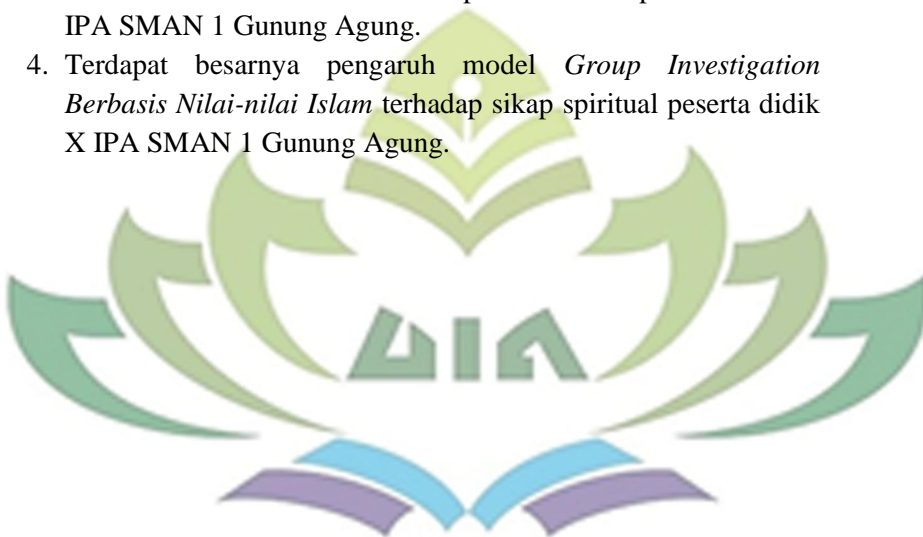 IPA SMAN 1 Gunung Agung.
4. Terdapat besarnya pengaruh model Group Investigation
Berbasis Nilai-nilai Islam terhadap sikap spiritual peserta didik
X IPA SMAN 1 Gunung Agung.
UIN